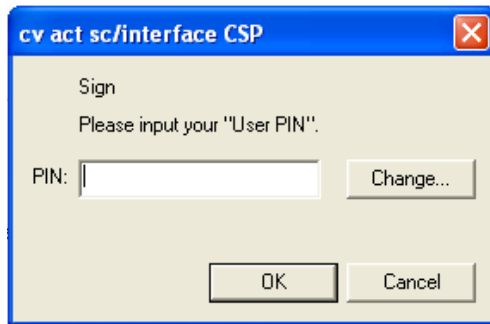 cv act sc/interface CSP
Sign
Please input your "User PIN".
PIN:
Change...
OK
Cancel